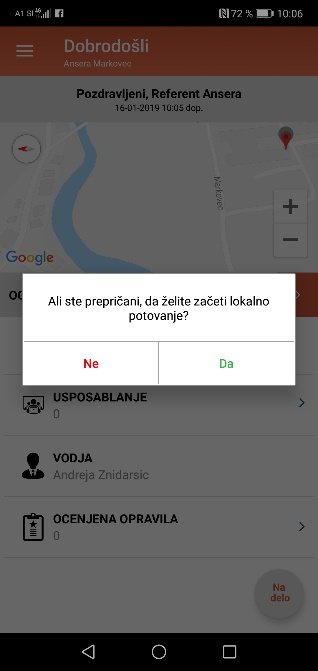 A1 SI 4G 72 % 10:06
Dobrodošli
Ansera Markovec
Pozdravljeni, Referent Ansera
16-01-2019 10:05 dop.
Markovec
+
−
Google
Ali ste prepričani, da želite začeti lokalno
potovanje?
Ne Da
USPOSABLJANJE
0
VODJA
Andreja Znidarsic
OCENJENA OPRAVILA
0
Na
delo